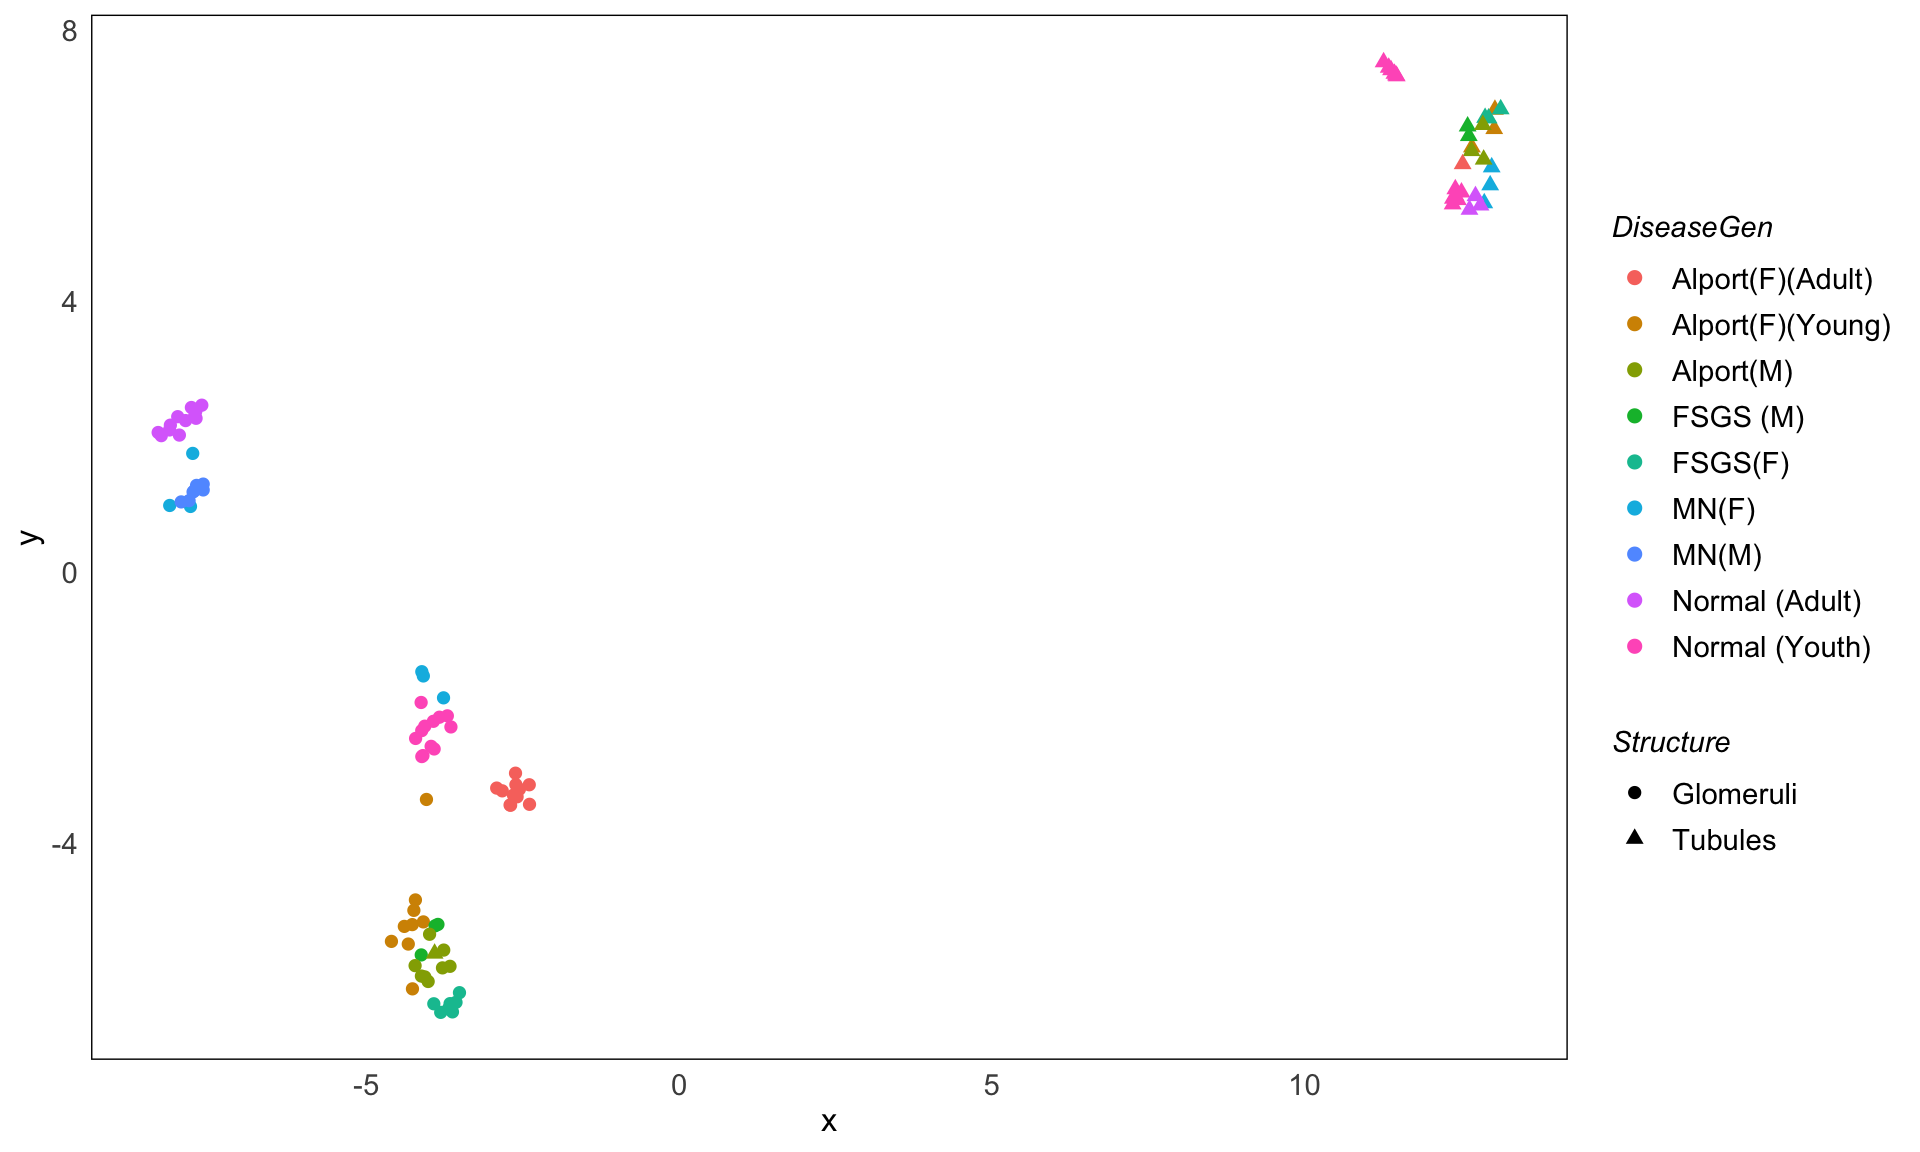 8
4
0
-4
y
-5
0
5
10
x
DiseaseGen
Alport(F)(Adult)
Alport(F)(Young)
Alport(M)
FSGS (M)
FSGS(F)
MN(F)
MN(M)
Normal (Adult)
Normal (Youth)
Structure
Glomeruli
Tubules